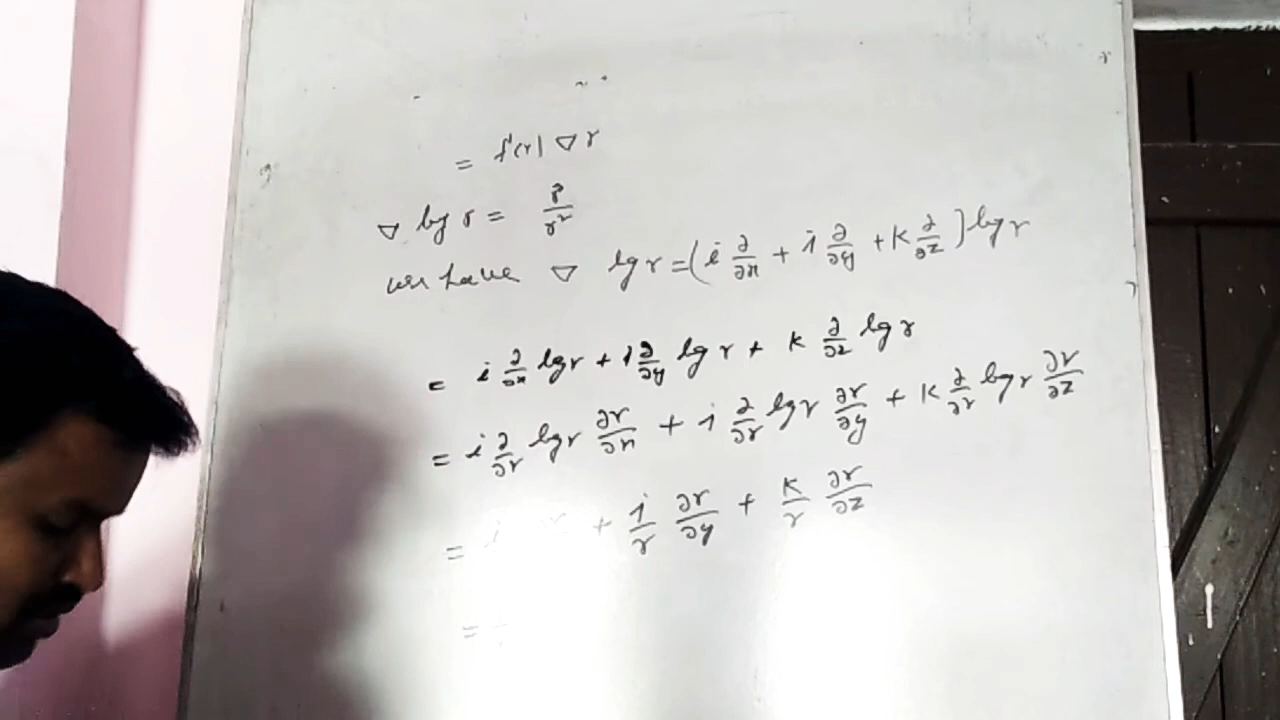 = f'(r) ∇ r
∇ log r = r⃗/r²
we have ∇ log r = (i ∂/∂x + j ∂/∂y + k ∂/∂z) log r
= i ∂/∂x log r + j ∂/∂y log r + k ∂/∂z log r
= i ∂/∂r log r ∂r/∂x + j ∂/∂r log r ∂r/∂y + k ∂/∂r log r ∂r/∂z
= i + j/r ∂r/∂y + k/r ∂r/∂z
=